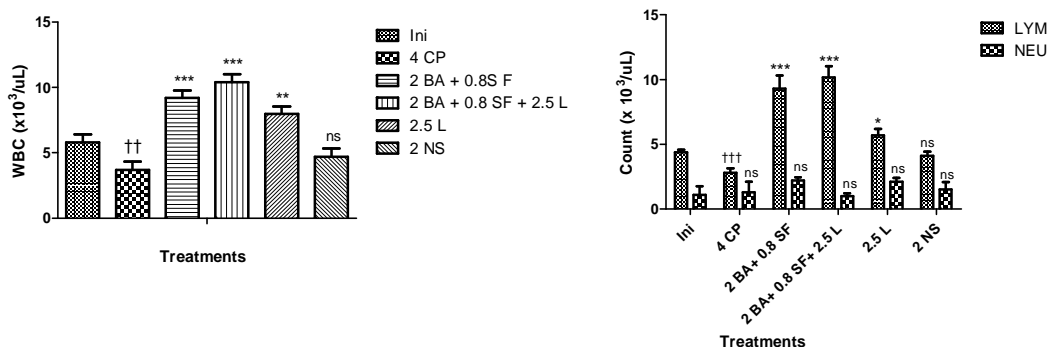 15
10
5
0
WBC (x10³/uL)
††
***
***
**
ns
Treatments
Ini
4 CP
2 BA + 0.8S F
2 BA + 0.8 SF + 2.5 L
2.5 L
2 NS
15
10
5
0
Count (x 10³/uL)
†††
ns
***
ns
***
ns
*
ns
ns
ns
Ini
4 CP
2 BA+ 0.8 SF
2 BA+ 0.8 SF+ 2.5 L
2.5 L
2 NS
Treatments
LYM
NEU